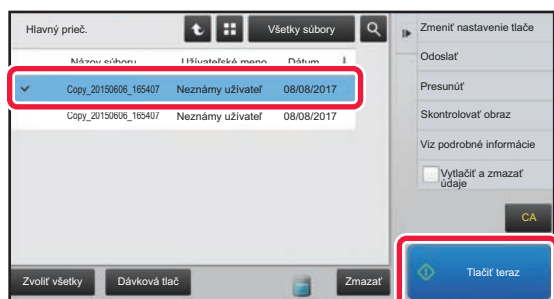 Hlavný prieč.
Všetky súbory
Názov súboru Užívateľské meno Dátum
Copy_20150606_165407 Neznámy užívateľ 08/08/2017
Copy_20150606_165407 Neznámy užívateľ 08/08/2017
Zvoliť všetky
Dávková tlač
Zmazať
Zmeniť nastavenie tlače
Odoslať
Presunúť
Skontrolovať obraz
Viz podrobné informácie
Vytlačiť a zmazať
údaje
CA
Tlačiť teraz